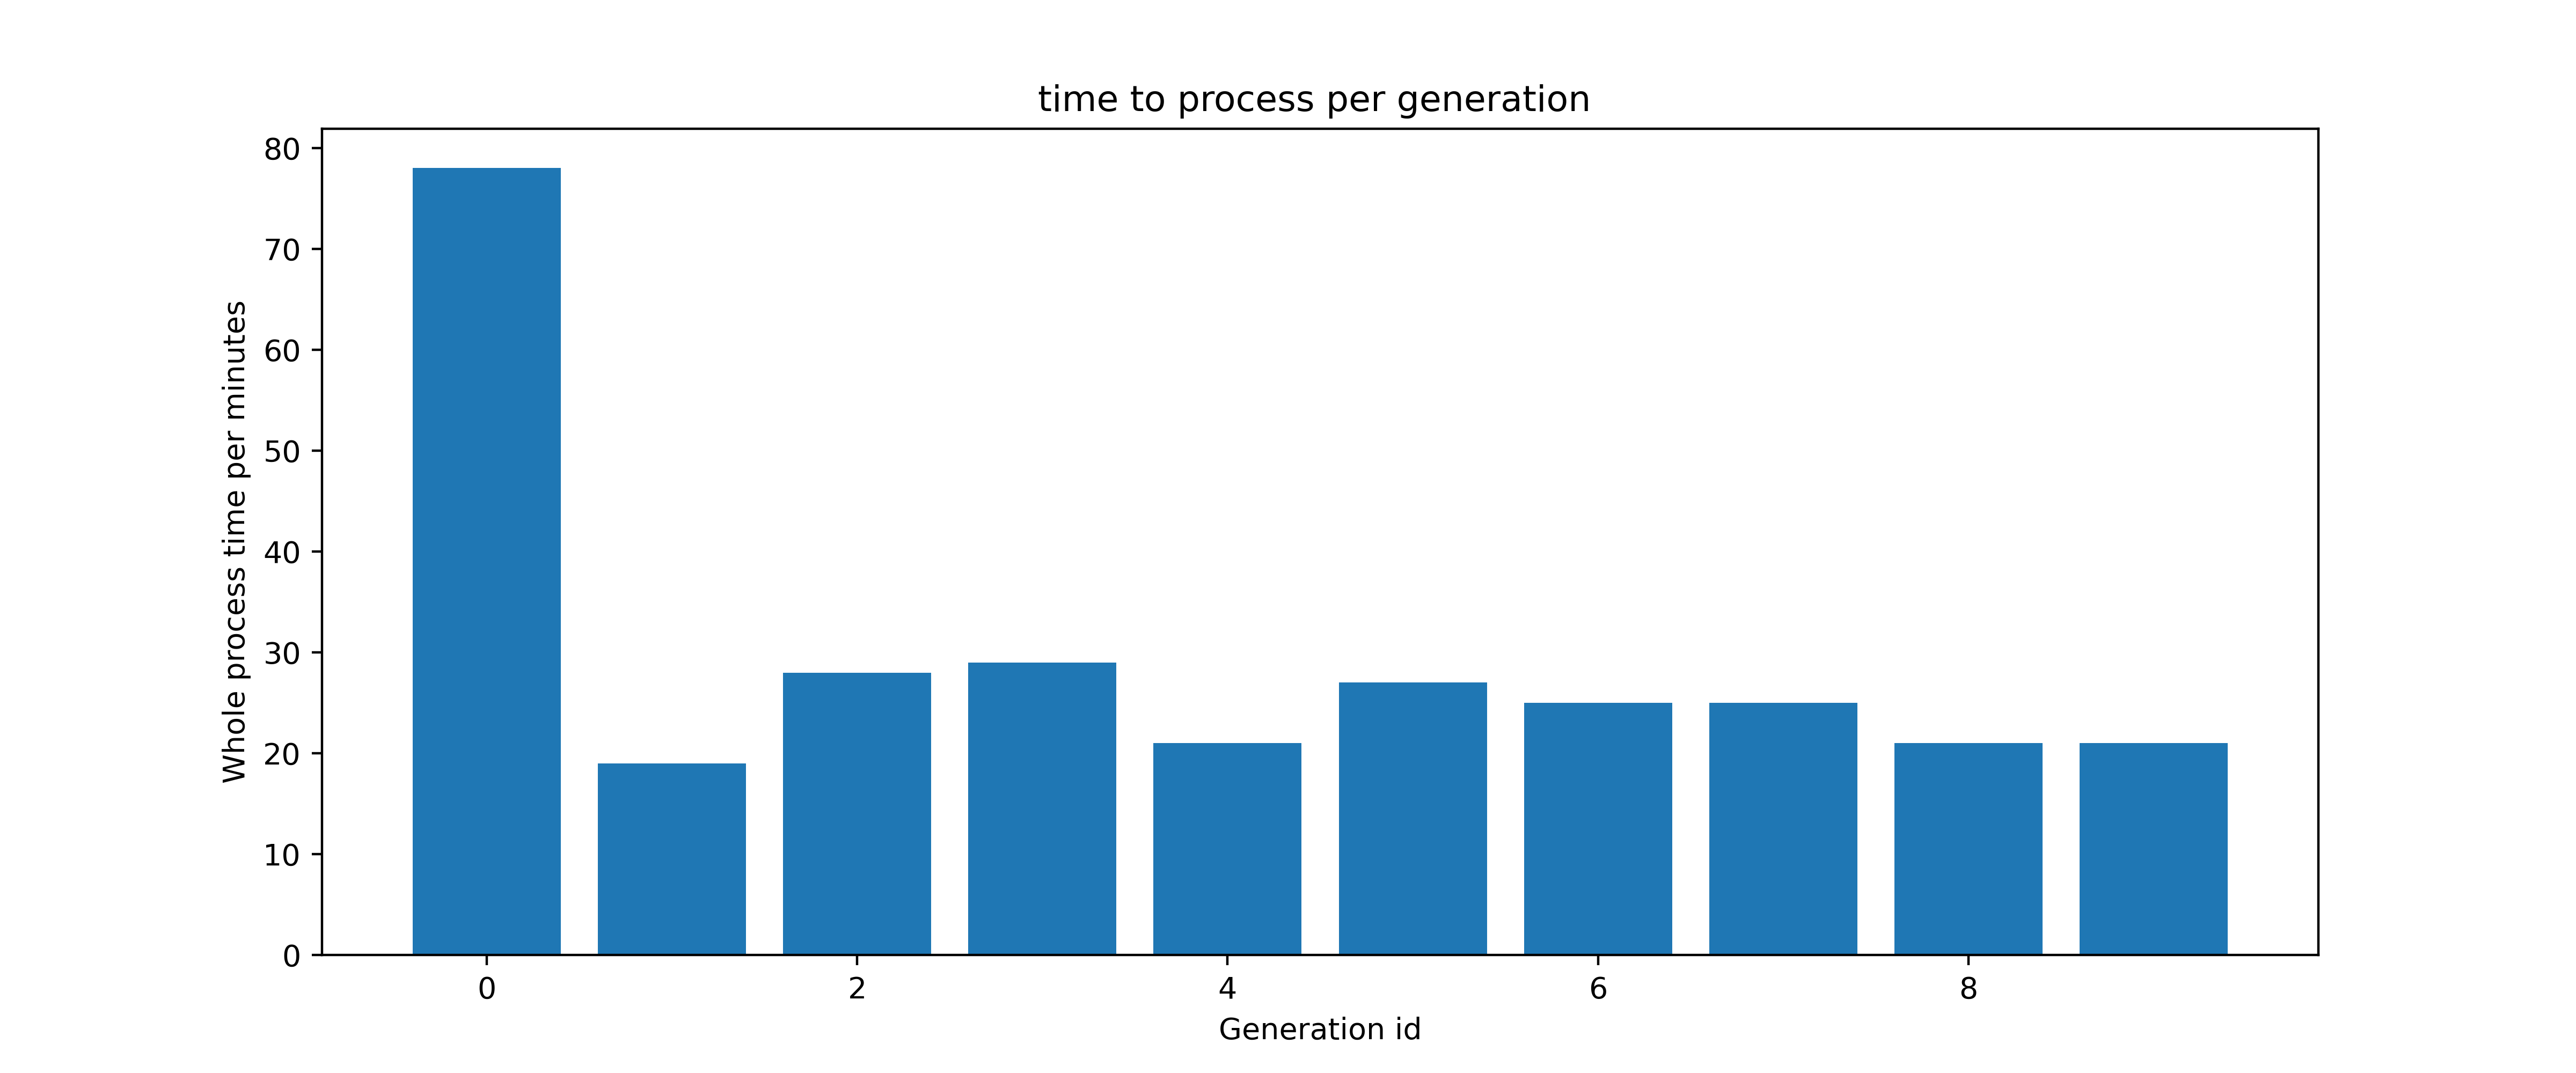 time to process per generation
Whole process time per minutes
80
70
60
50
40
30
20
10
0
0 2 4 6 8
Generation id